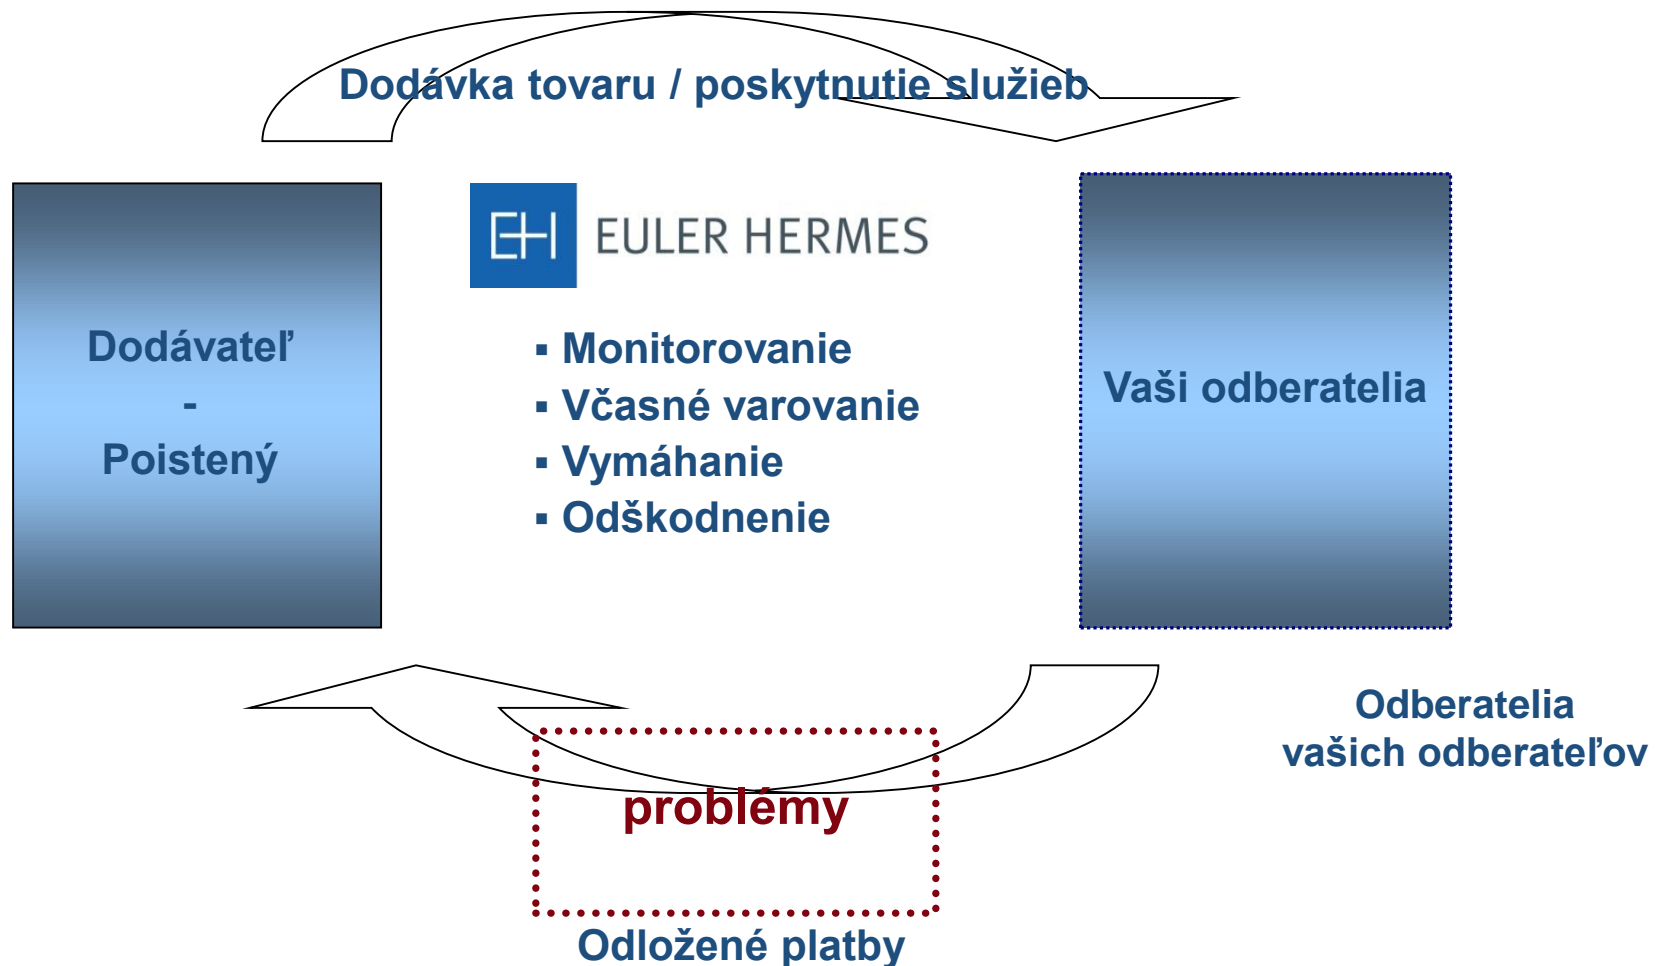 Dodávka tovaru / poskytnutie služieb
EH EULER HERMES
Dodávateľ
-
Poistený
▪ Monitorovanie
▪ Včasné varovanie
▪ Vymáhanie
▪ Odškodnenie
Vaši odberatelia
Odberatelia
vašich odberateľov
problémy
Odložené platby